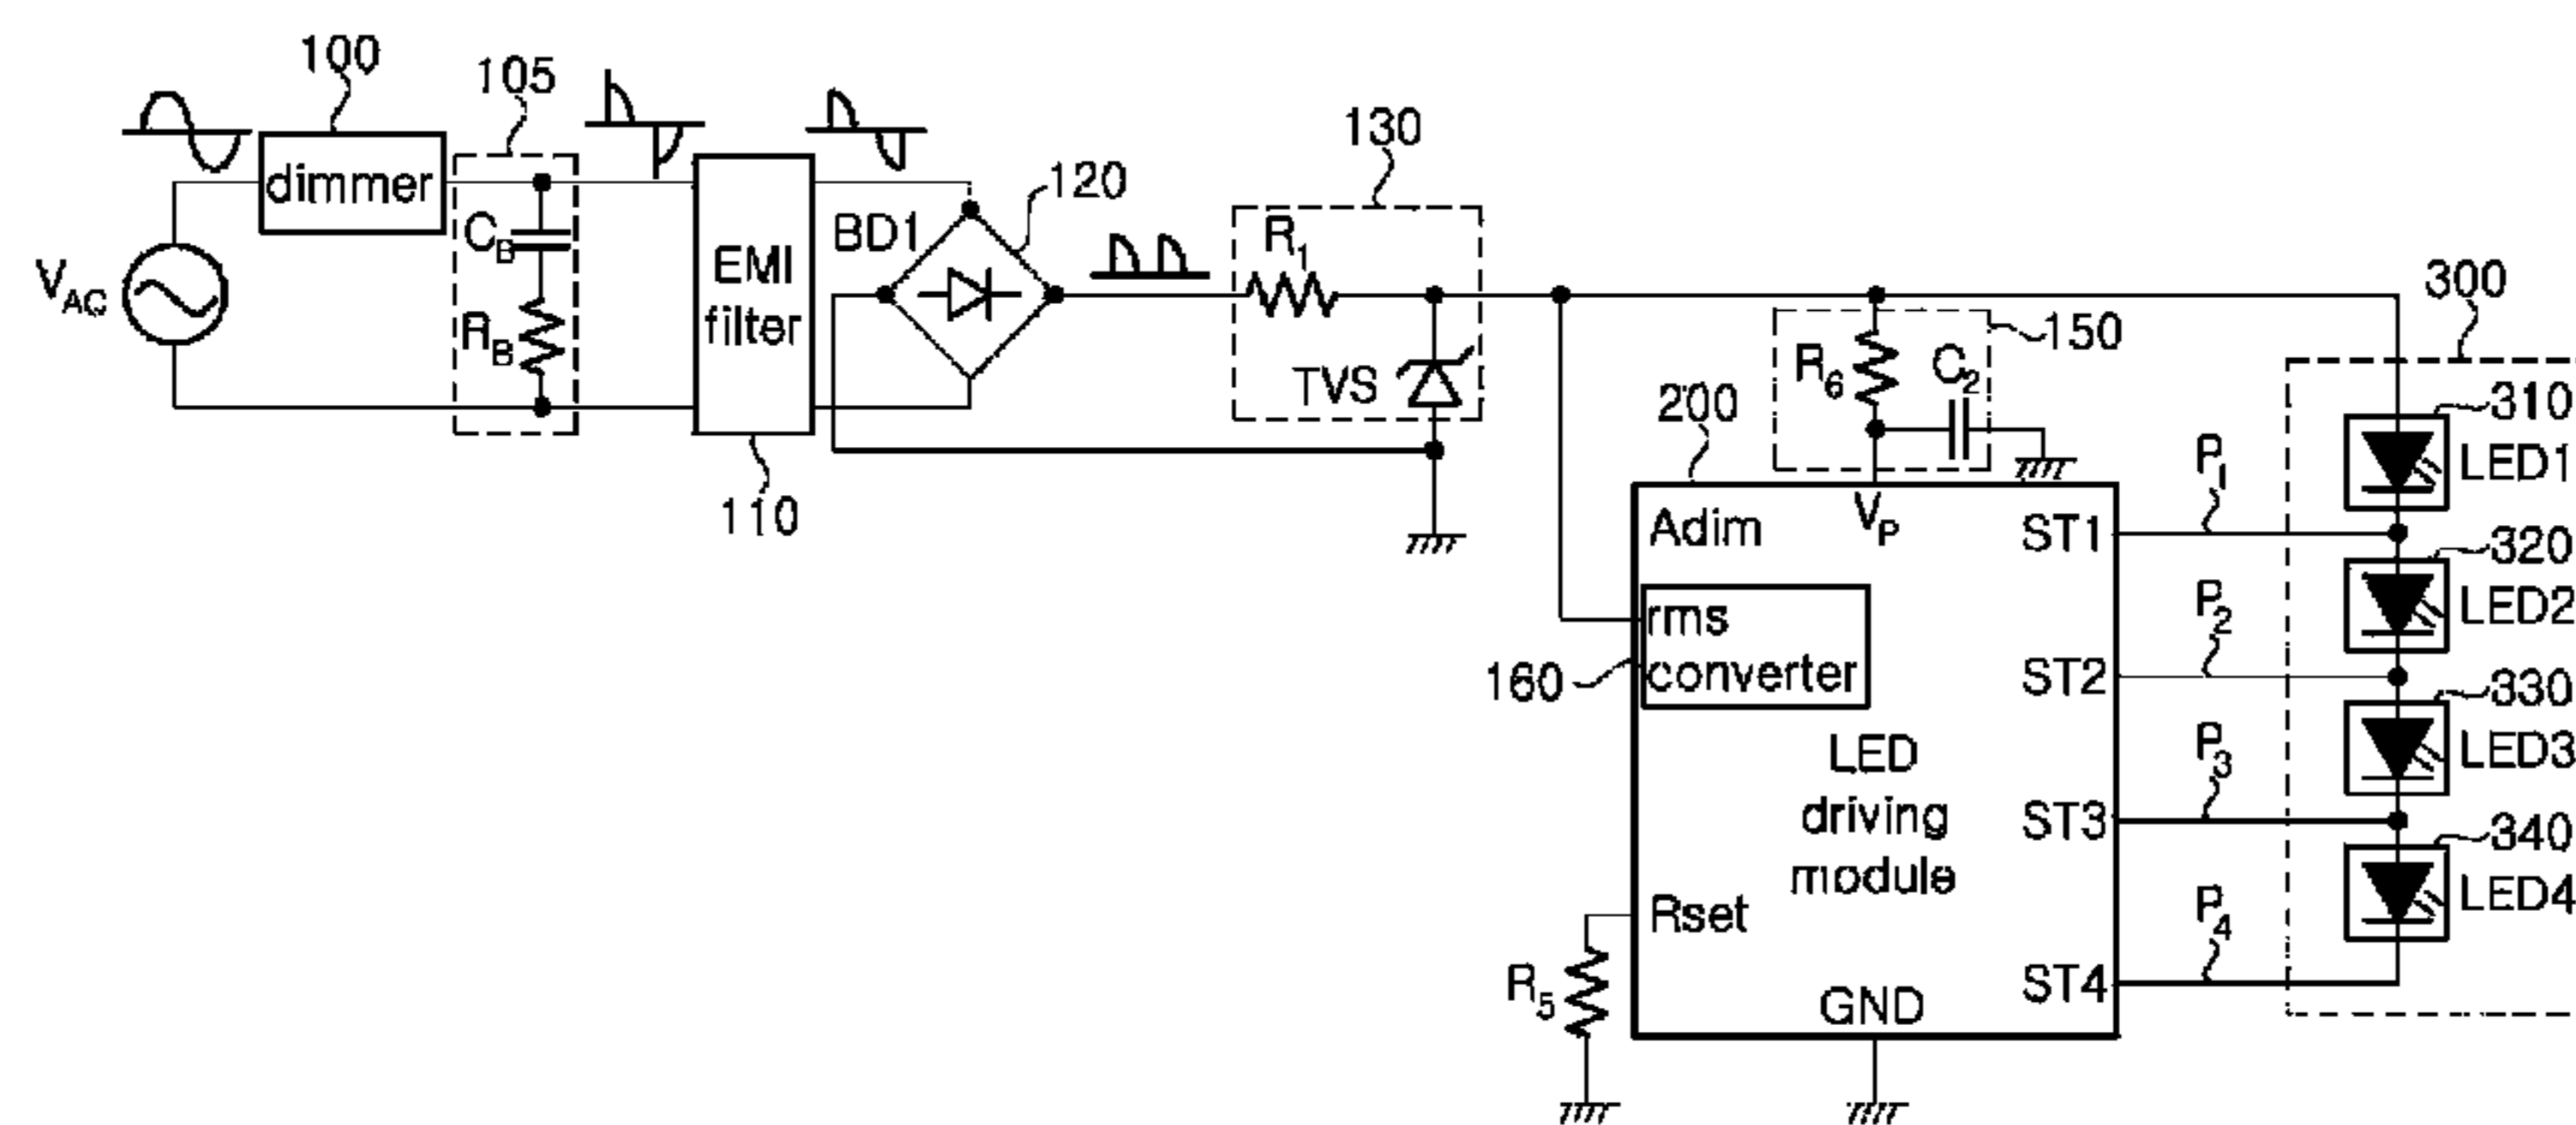 100
105
130
dimmer
C_B
R_B
V_AC
EMI
filter
110
BD1
120
R_1
TVS
150
R_6
C_2
200
300
310
LED1
320
LED2
330
LED3
340
LED4
P_1
P_2
P_3
P_4
Adim
V_P
ST1
rms
converter
160
ST2
LED
driving
module
ST3
Rset
R_5
GND
ST4